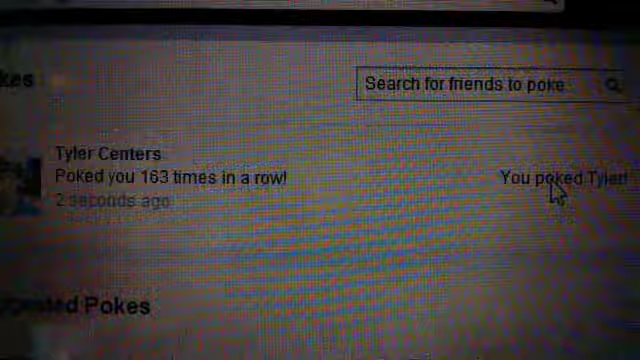 kes
Search for friends to poke
Tyler Centers
Poked you 163 times in a row!
2 seconds ago
You poked Tyler!
Pokes